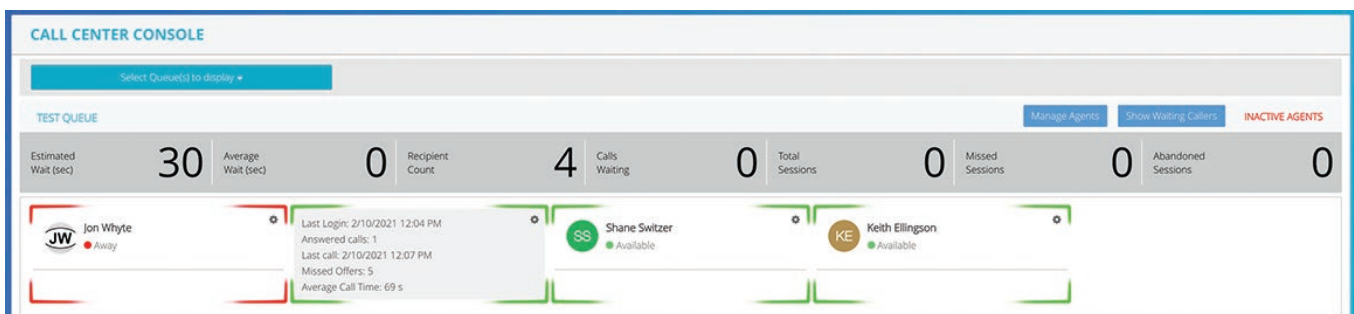 CALL CENTER CONSOLE
Select Queue(s) to display
TEST QUEUE
Manage Agents
Show Waiting Callers
INACTIVE AGENTS
Estimated
Wait (sec)
30
Average
Wait (sec)
0
Recipient
Count
4
Calls
Waiting
0
Total
Sessions
0
Missed
Sessions
0
Abandoned
Sessions
0
JW
Jon Whyte
Away
Last Login: 2/10/2021 12:04 PM
Answered calls: 1
Last call: 2/10/2021 12:07 PM
Missed Offers: 5
Average Call Time: 69 s
SS
Shane Switzer
Available
KE
Keith Ellingson
Available